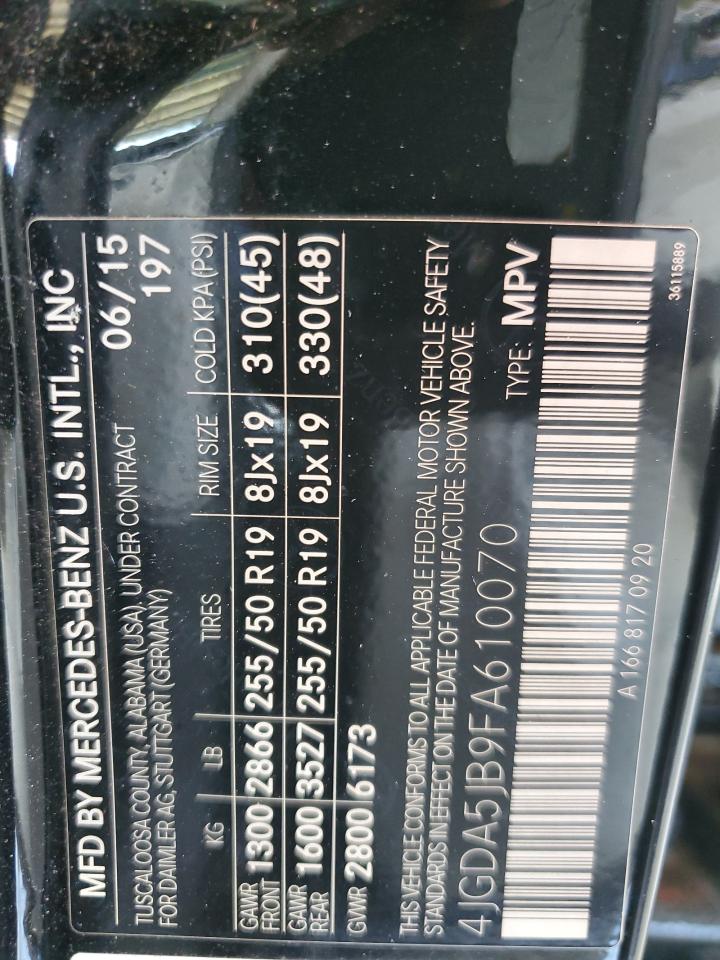 MFD BY MERCEDES-BENZ U.S. INTL., INC
TUSCALOOSA COUNTY, ALABAMA (USA), UNDER CONTRACT 06/15
FOR DAIMLER AG, STUTTGART (GERMANY) 197
KG LB TIRES RIM SIZE COLD KPA(PSI)
GAWR FRONT 1300 2866 255/50 R19 8Jx19 310(45)
GAWR REAR 1600 3527 255/50 R19 8Jx19 330(48)
GVWR 2800 6173
THIS VEHICLE CONFORMS TO ALL APPLICABLE FEDERAL MOTOR VEHICLE SAFETY
STANDARDS IN EFFECT ON THE DATE OF MANUFACTURE SHOWN ABOVE.
4JGDA5JB9FA610070 TYPE: MPV
A 166 817 09 20
36115889